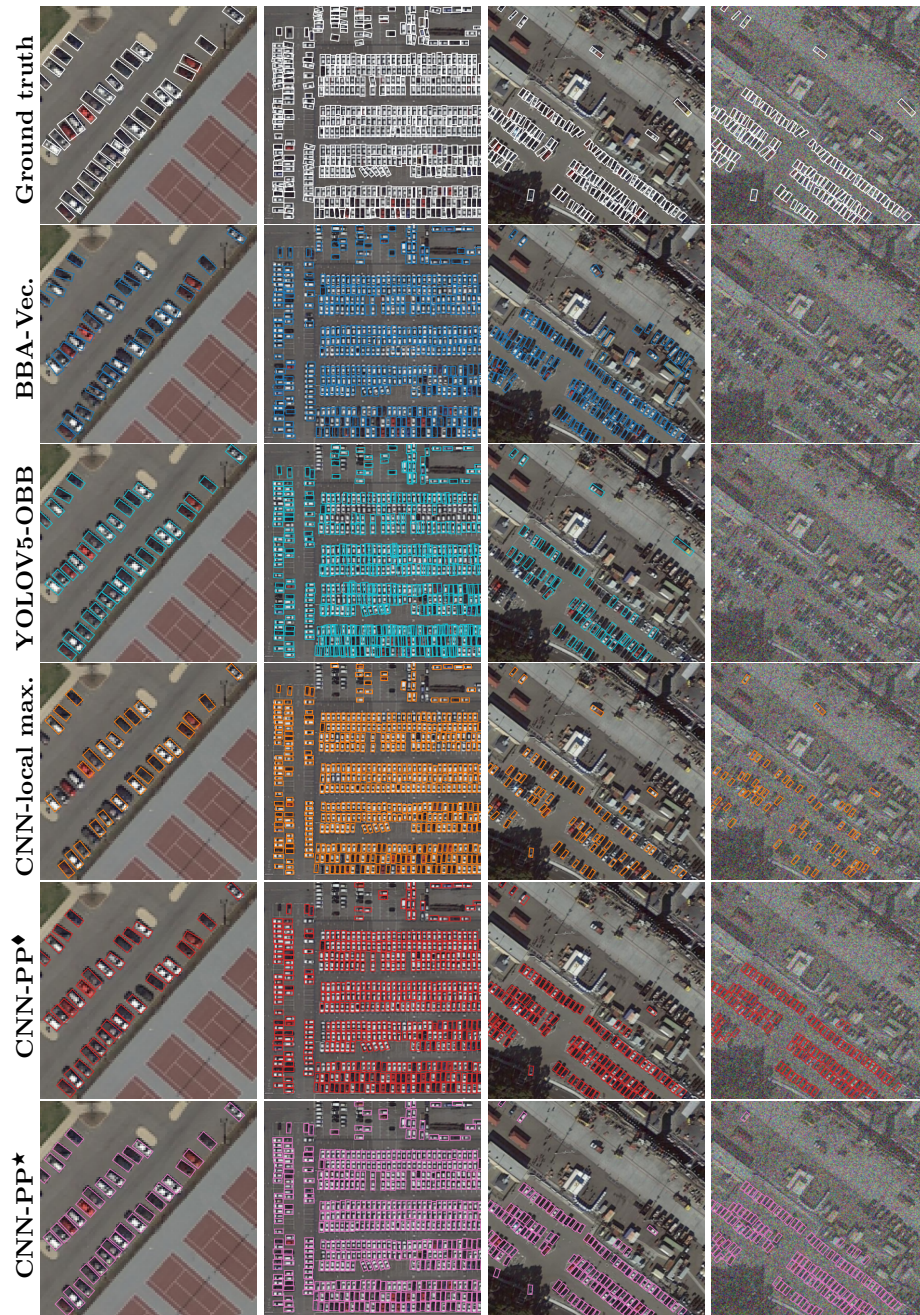 Ground truth
BBA-Vec.
YOLOV5-OBB
CNN-local max.
CNN-PP♦
CNN-PP★